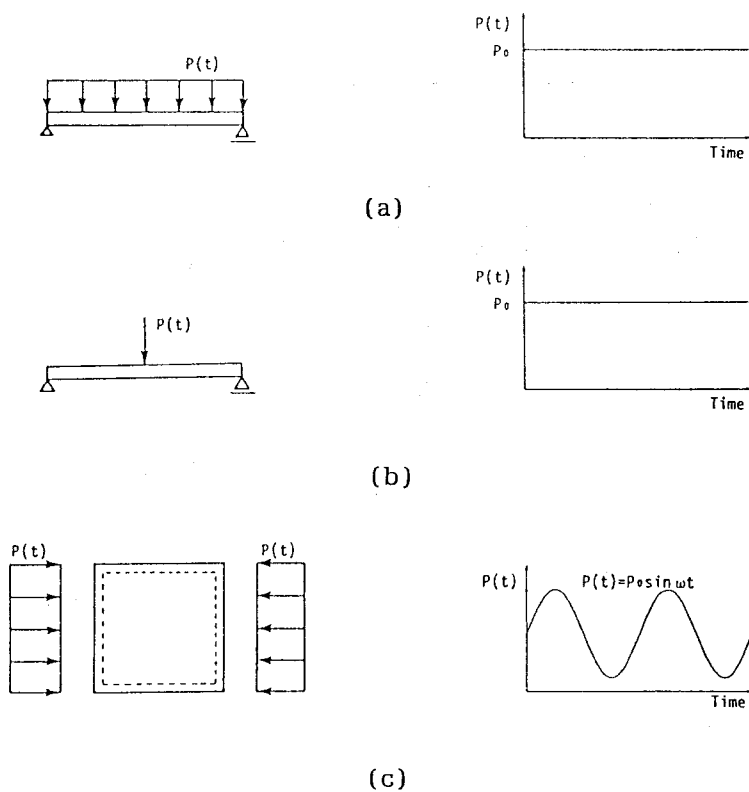 P(t)
P(t)
P₀
Time
(a)
P(t)
P(t)
P₀
Time
(b)
P(t)
P(t)
P(t)
P(t)=P₀sin ωt
Time
(c)